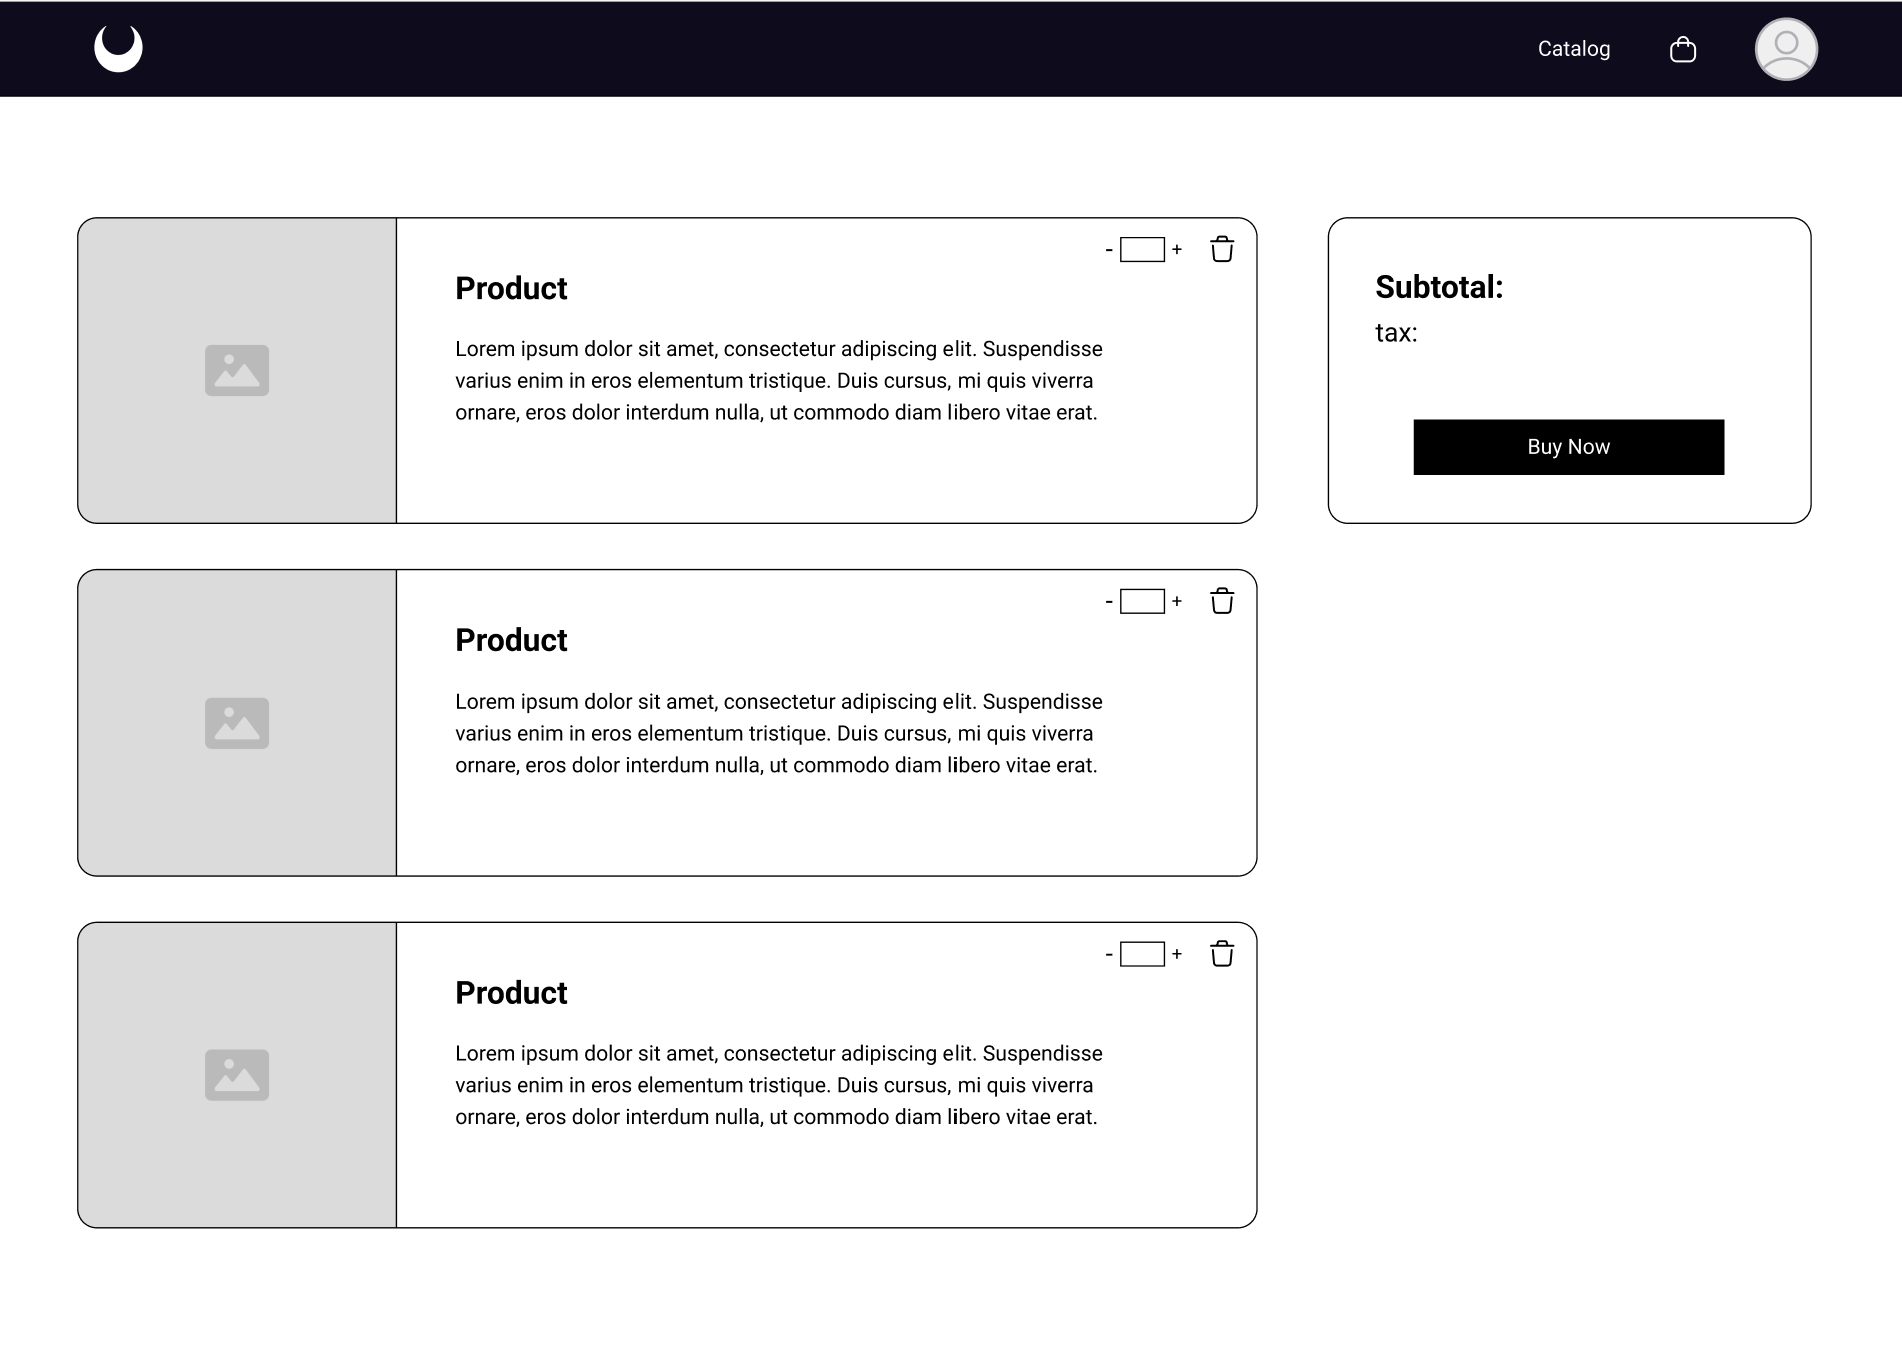 Catalog
- +
Product
Lorem ipsum dolor sit amet, consectetur adipiscing elit. Suspendisse
varius enim in eros elementum tristique. Duis cursus, mi quis viverra
ornare, eros dolor interdum nulla, ut commodo diam libero vitae erat.
Subtotal:
tax:
Buy Now
- +
Product
Lorem ipsum dolor sit amet, consectetur adipiscing elit. Suspendisse
varius enim in eros elementum tristique. Duis cursus, mi quis viverra
ornare, eros dolor interdum nulla, ut commodo diam libero vitae erat.
- +
Product
Lorem ipsum dolor sit amet, consectetur adipiscing elit. Suspendisse
varius enim in eros elementum tristique. Duis cursus, mi quis viverra
ornare, eros dolor interdum nulla, ut commodo diam libero vitae erat.